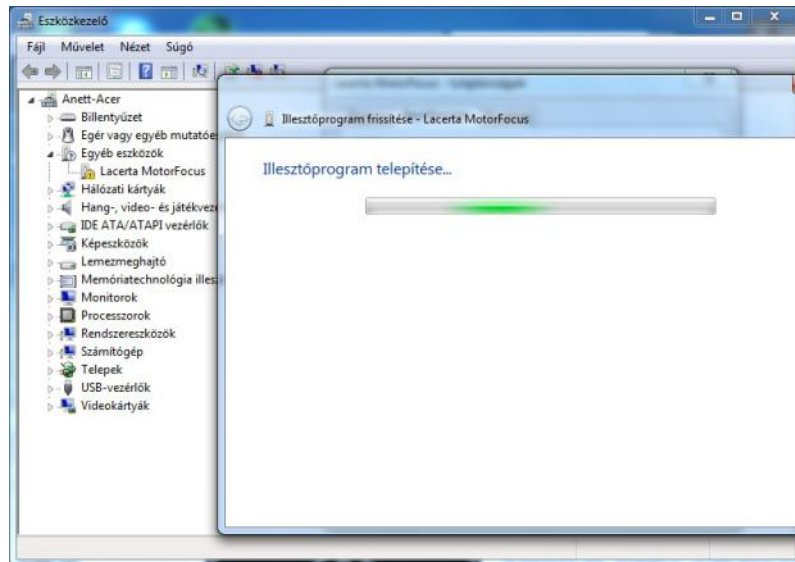 Eszközkezelő
Fájl Művelet Nézet Súgó
Anett-Acer
Billentyűzet
Egér vagy egyéb mutatóe
Egyéb eszközök
Lacerta MotorFocus
Hálózati kártyák
Hang-, video- és játékvez
IDE ATA/ATAPI vezérlők
Képeszközök
Lemezmeghajtó
Memóriatechnológia illes
Monitorok
Processzorok
Rendszereszközök
Számítógép
Telepek
USB-vezérlők
Videokártyák
Illesztőprogram frissítése - Lacerta MotorFocus
Illesztőprogram telepítése...